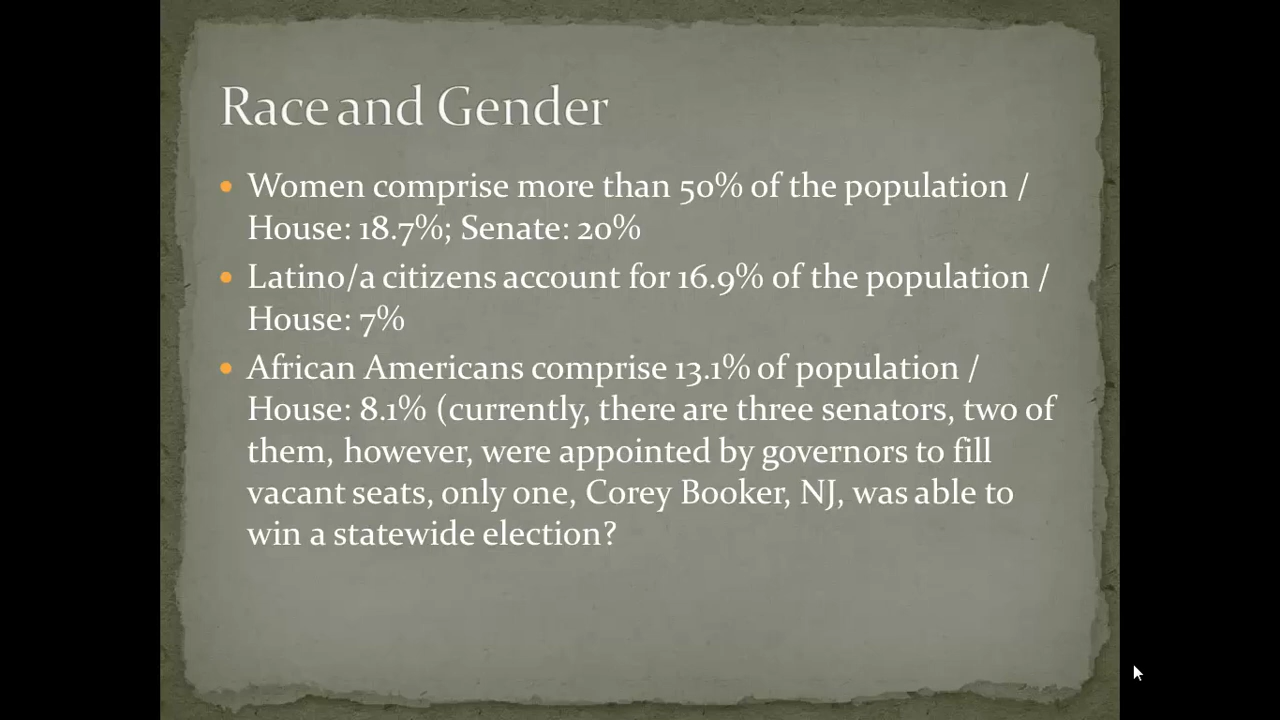 Race and Gender
Women comprise more than 50% of the population /
House: 18.7%; Senate: 20%
Latino/a citizens account for 16.9% of the population /
House: 7%
African Americans comprise 13.1% of population /
House: 8.1% (currently, there are three senators, two of
them, however, were appointed by governors to fill
vacant seats, only one, Corey Booker, NJ, was able to
win a statewide election?